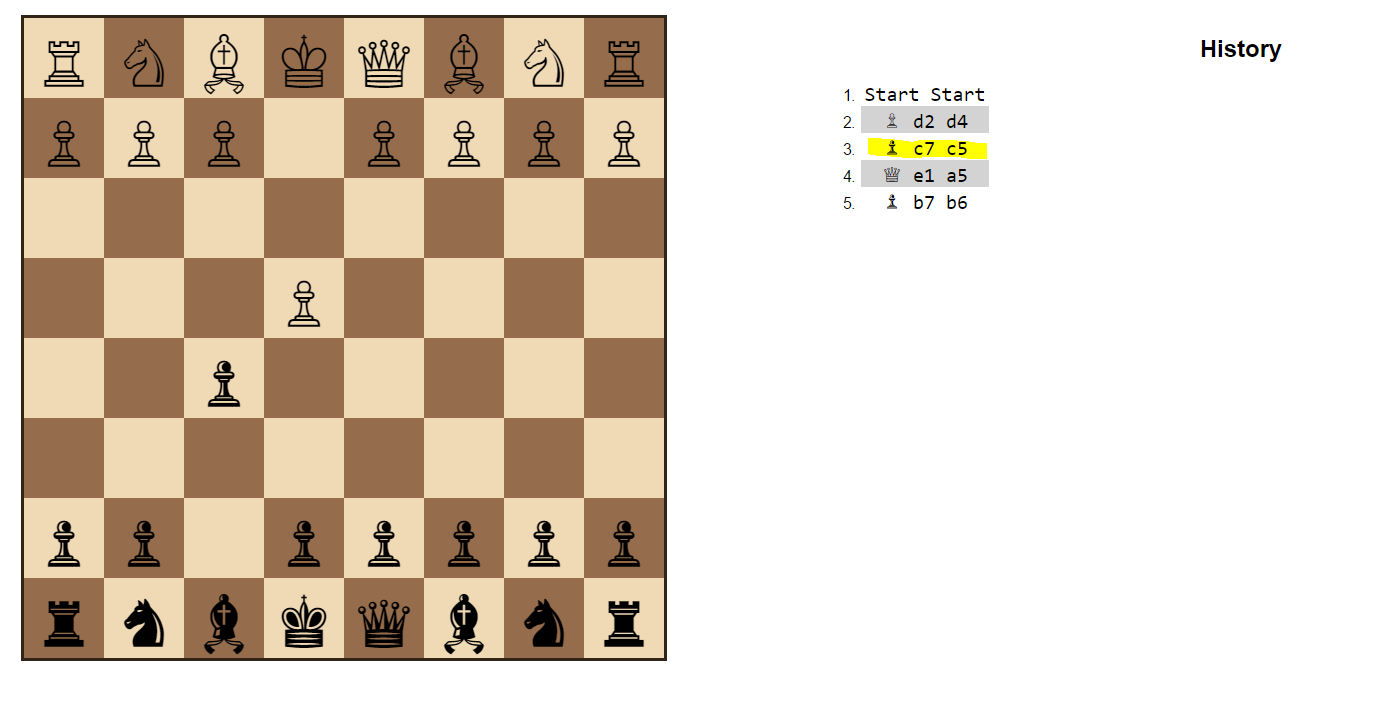 History
1. Start Start
2. ♙ d2 d4
3. ♟ c7 c5
4. ♕ e1 a5
5. ♟ b7 b6